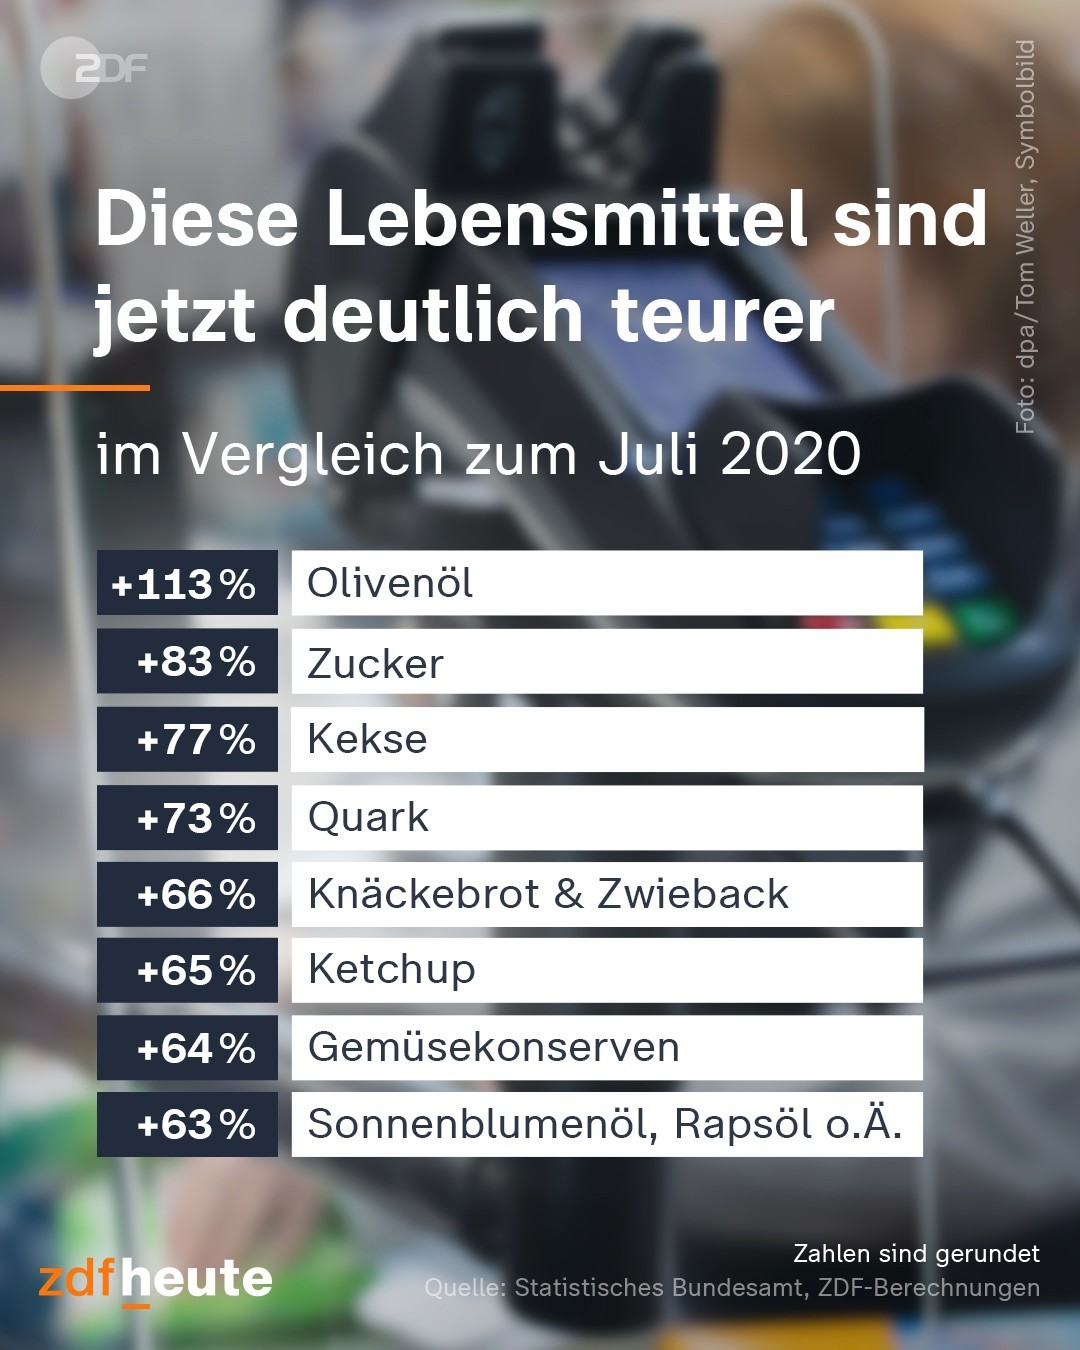 ZDF
Foto: dpa/Tom Weller, Symbolbild
Diese Lebensmittel sind
jetzt deutlich teurer
im Vergleich zum Juli 2020
+113 % Olivenöl
+83 % Zucker
+77 % Kekse
+73 % Quark
+66 % Knäckebrot & Zwieback
+65 % Ketchup
+64 % Gemüsekonserven
+63 % Sonnenblumenöl, Rapsöl o.Ä.
Zahlen sind gerundet
Quelle: Statistisches Bundesamt, ZDF-Berechnungen
zdfheute